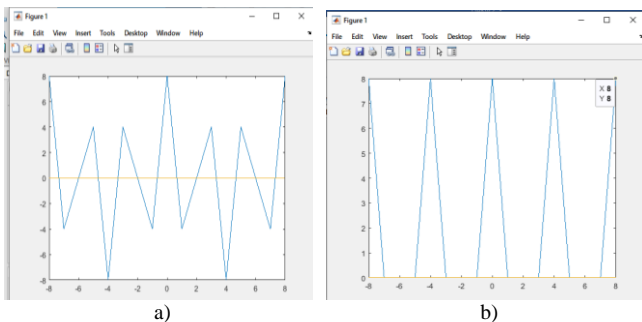 Figure 1
File Edit View Insert Tools Desktop Window Help
8
6
4
2
0
-2
-4
-6
-8
-8 -6 -4 -2 0 2 4 6 8
a)
Figure 1
File Edit View Insert Tools Desktop Window Help
X 8
Y 8
8
7
6
5
4
3
2
1
0
-8 -6 -4 -2 0 2 4 6 8
b)